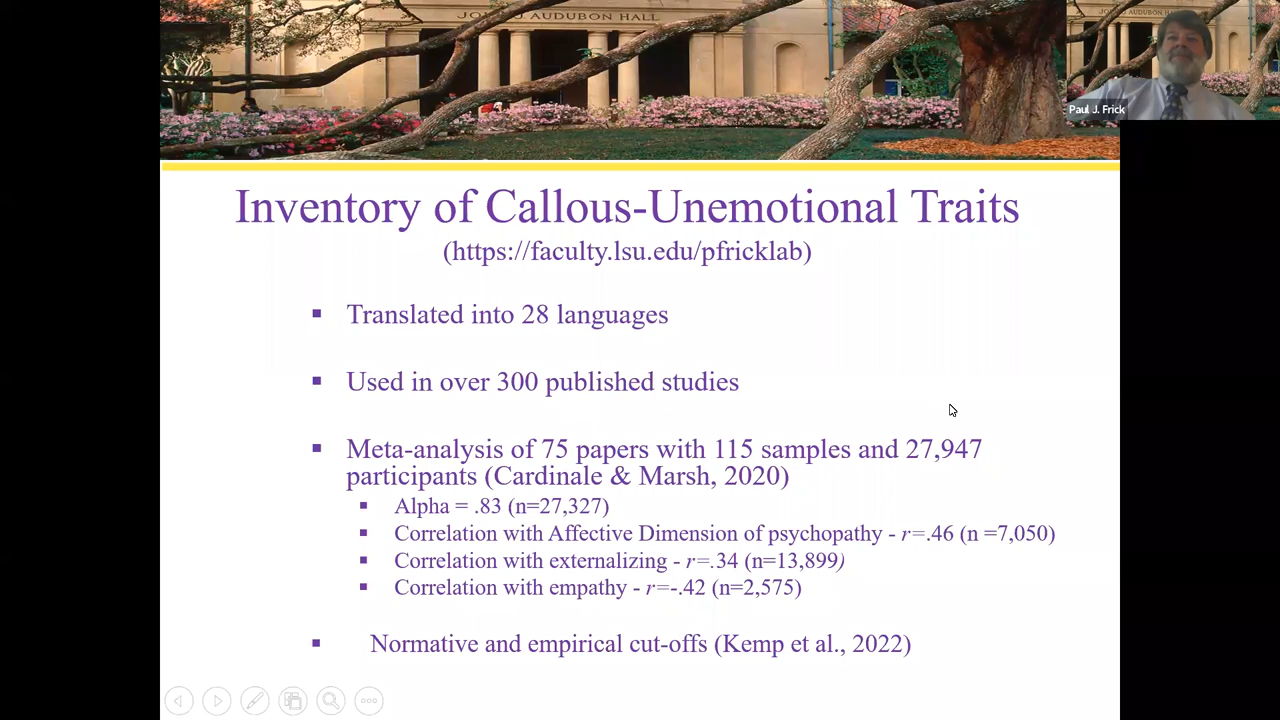 JOHN J. AUDUBON HALL
Paul J. Frick
Inventory of Callous-Unemotional Traits
(https://faculty.lsu.edu/pfricklab)
▪ Translated into 28 languages
▪ Used in over 300 published studies
▪ Meta-analysis of 75 papers with 115 samples and 27,947
participants (Cardinale & Marsh, 2020)
▪ Alpha = .83 (n=27,327)
▪ Correlation with Affective Dimension of psychopathy - r=.46 (n =7,050)
▪ Correlation with externalizing - r=.34 (n=13,899)
▪ Correlation with empathy - r=-.42 (n=2,575)
▪ Normative and empirical cut-offs (Kemp et al., 2022)